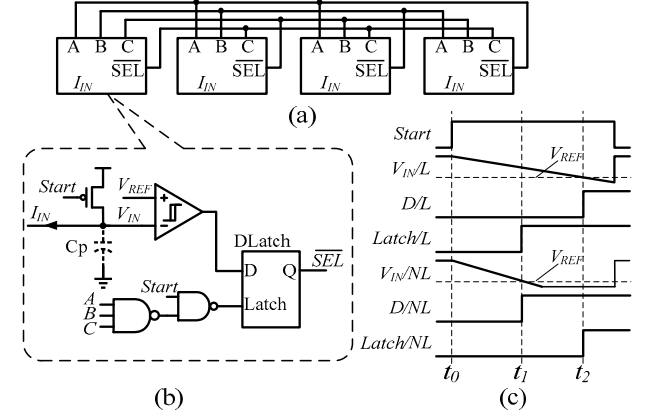 A B C
SEL
I_IN
A B C
SEL
I_IN
A B C
SEL
I_IN
A B C
SEL
I_IN
(a)
Start
V_REF
V_IN
I_IN
Cp
DLatch
D Q
SEL
Start
Latch
A
B
C
(b)
Start
V_IN/L
V_REF
D/L
Latch/L
V_IN/NL
V_REF
D/NL
Latch/NL
t_0 t_1 t_2
(c)